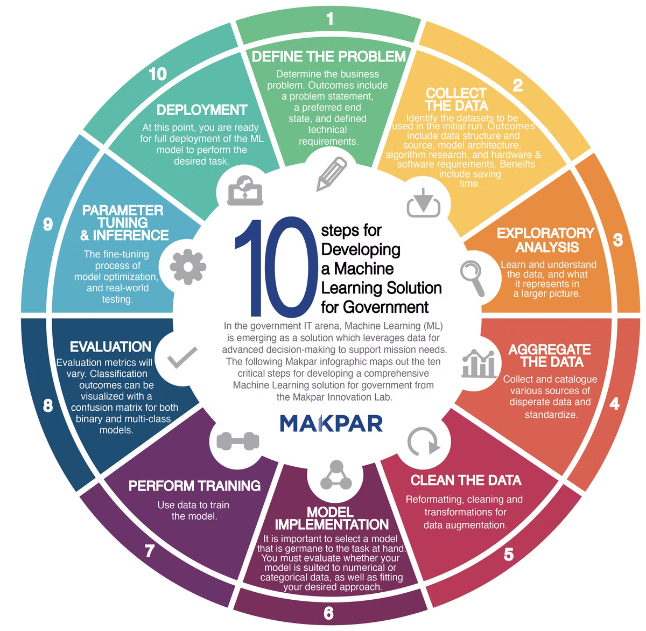 1
DEFINE THE PROBLEM
Determine the business
problem. Outcomes include
a problem statement,
a preferred end
state, and defined
technical
requirements.
2
COLLECT
THE DATA
Identify the datasets to be
used in the initial run. Outcomes
include data structure and
source, model architecture,
algorithm research, and hardware &
software requirements. Benefits
include saving
time.
3
EXPLORATORY
ANALYSIS
Learn and understand
the data, and what
it represents in
a larger picture.
4
AGGREGATE
THE DATA
Collect and catalogue
various sources of
disperate data and
standardize.
5
CLEAN THE DATA
Reformatting, cleaning and
transformations for
data augmentation.
6
MODEL
IMPLEMENTATION
It is important to select a model
that is germane to the task at hand.
You must evaluate whether your
model is suited to numerical or
categorical data, as well as fitting
your desired approach.
7
PERFORM TRAINING
Use data to train
the model.
8
EVALUATION
Evaluation metrics will
vary. Classification
outcomes can be
visualized with a
confusion matrix for both
binary and multi-class
models.
9
PARAMETER
TUNING
& INFERENCE
The fine-tuning
process of
model optimization,
and real-world
testing.
10
DEPLOYMENT
At this point, you are ready
for full deployment of the ML
model to perform the
desired task.
10 steps for
Developing
a Machine
Learning Solution
for Government
In the government IT arena, Machine Learning (ML)
is emerging as a solution which leverages data for
advanced decision-making to support mission needs.
The following Makpar infographic maps out the ten
critical steps for developing a comprehensive
Machine Learning solution for government from
the Makpar Innovation Lab.
MAKPAR